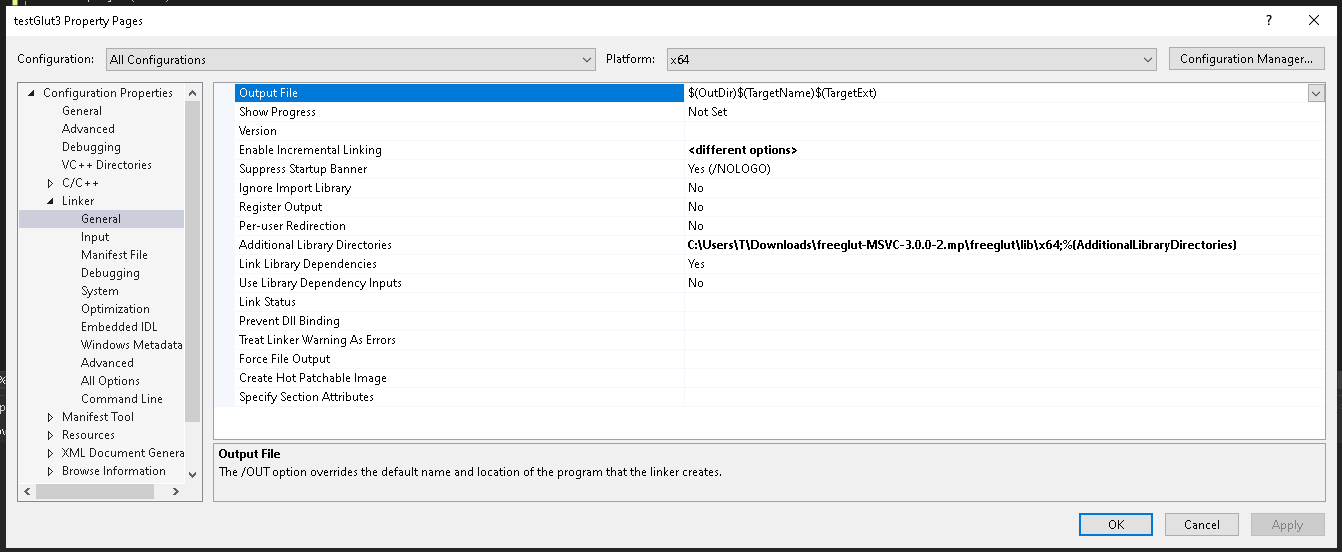 testGlut3 Property Pages ?
Configuration: All Configurations Platform: x64 Configuration Manager...
Configuration Properties
General
Advanced
Debugging
VC++ Directories
C/C++
Linker
General
Input
Manifest File
Debugging
System
Optimization
Embedded IDL
Windows Metadata
Advanced
All Options
Command Line
Manifest Tool
Resources
XML Document Genera
Browse Information
Output File $(OutDir)$(TargetName)$(TargetExt)
Show Progress Not Set
Version
Enable Incremental Linking <different options>
Suppress Startup Banner Yes (/NOLOGO)
Ignore Import Library No
Register Output No
Per-user Redirection No
Additional Library Directories C:\Users\T\Downloads\freeglut-MSVC-3.0.0-2.mp\freeglut\lib\x64;%(AdditionalLibraryDirectories)
Link Library Dependencies Yes
Use Library Dependency Inputs No
Link Status
Prevent Dll Binding
Treat Linker Warning As Errors
Force File Output
Create Hot Patchable Image
Specify Section Attributes
Output File
The /OUT option overrides the default name and location of the program that the linker creates.
OK Cancel Apply